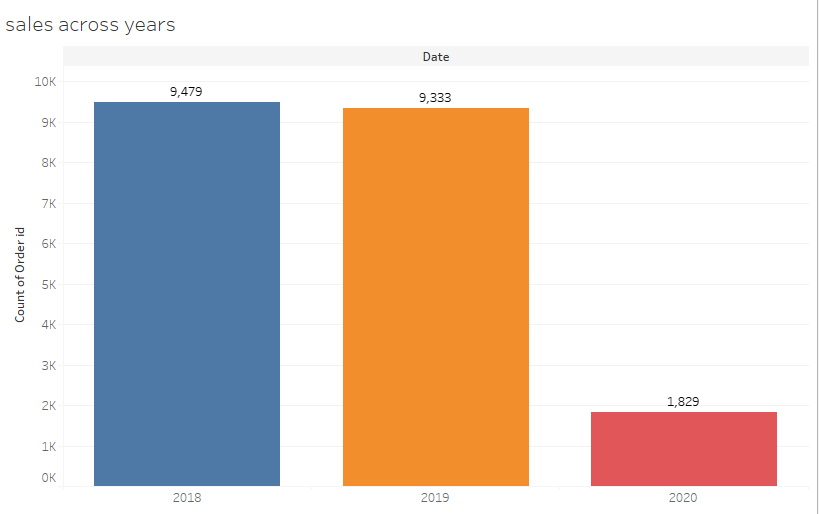 sales across years
Date
10K
9K
8K
7K
6K
5K
4K
3K
2K
1K
0K
Count of Order id
9,479
9,333
1,829
2018
2019
2020